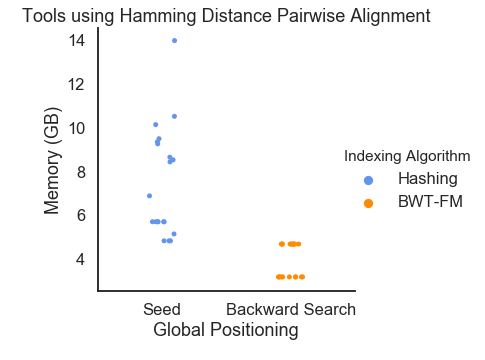 Tools using Hamming Distance Pairwise Alignment
14
12
10
8
6
4
Memory (GB)
Seed
Backward Search
Global Positioning
Indexing Algorithm
Hashing
BWT-FM